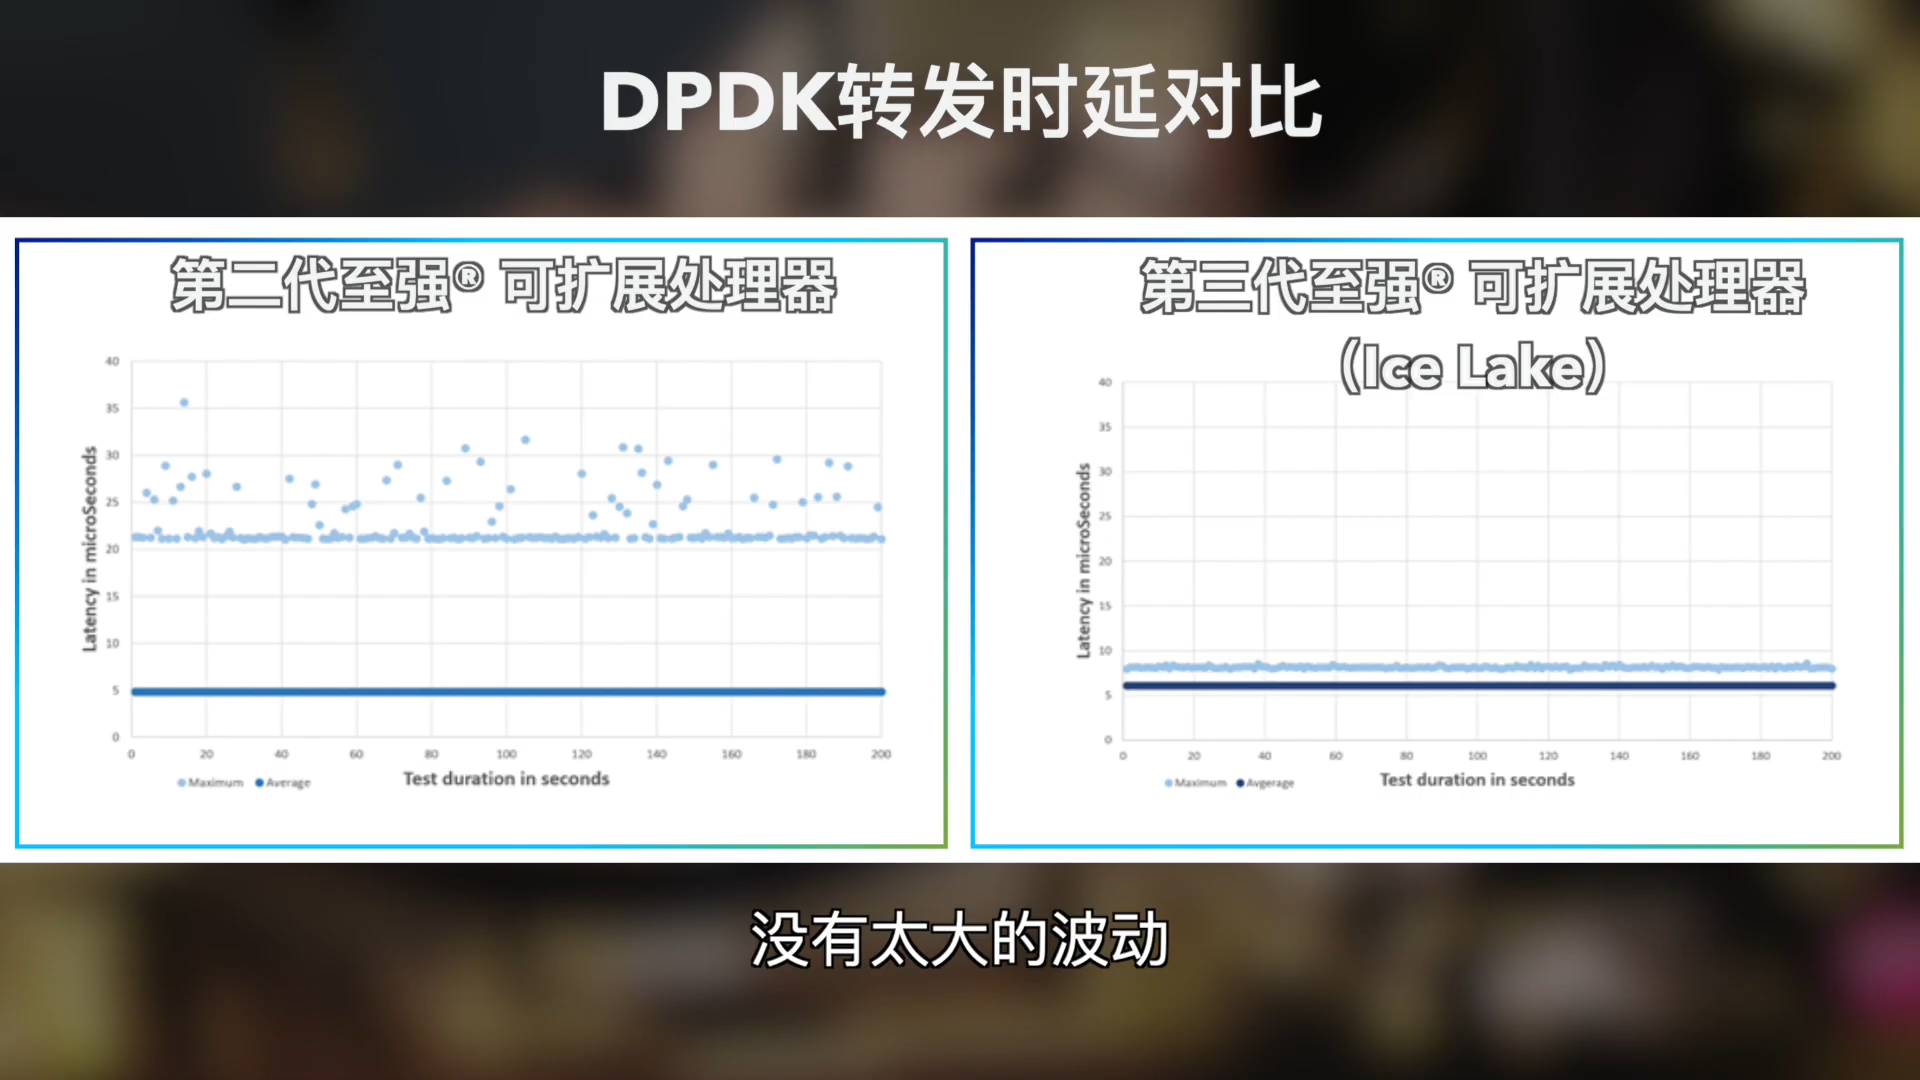 DPDK转发时延对比
第二代至强® 可扩展处理器
40
35
30
25
20
15
10
5
0
Latency in microSeconds
0 20 40 60 80 100 120 140 160 180 200
Maximum Average
Test duration in seconds
第三代至强® 可扩展处理器
（Ice Lake）
40
35
30
25
20
15
10
5
0
Latency in microSeconds
0 20 40 60 80 100 120 140 160 180 200
Maximum Avgerage
Test duration in seconds
没有太大的波动